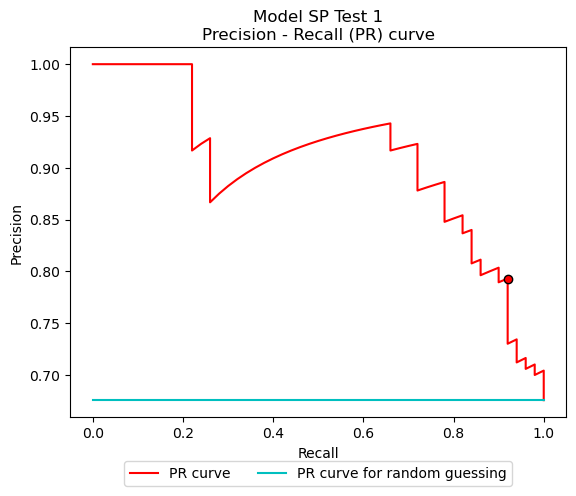 Model SP Test 1
Precision - Recall (PR) curve
1.00
0.95
0.90
0.85
0.80
0.75
0.70
Precision
0.0 0.2 0.4 0.6 0.8 1.0
Recall
PR curve PR curve for random guessing